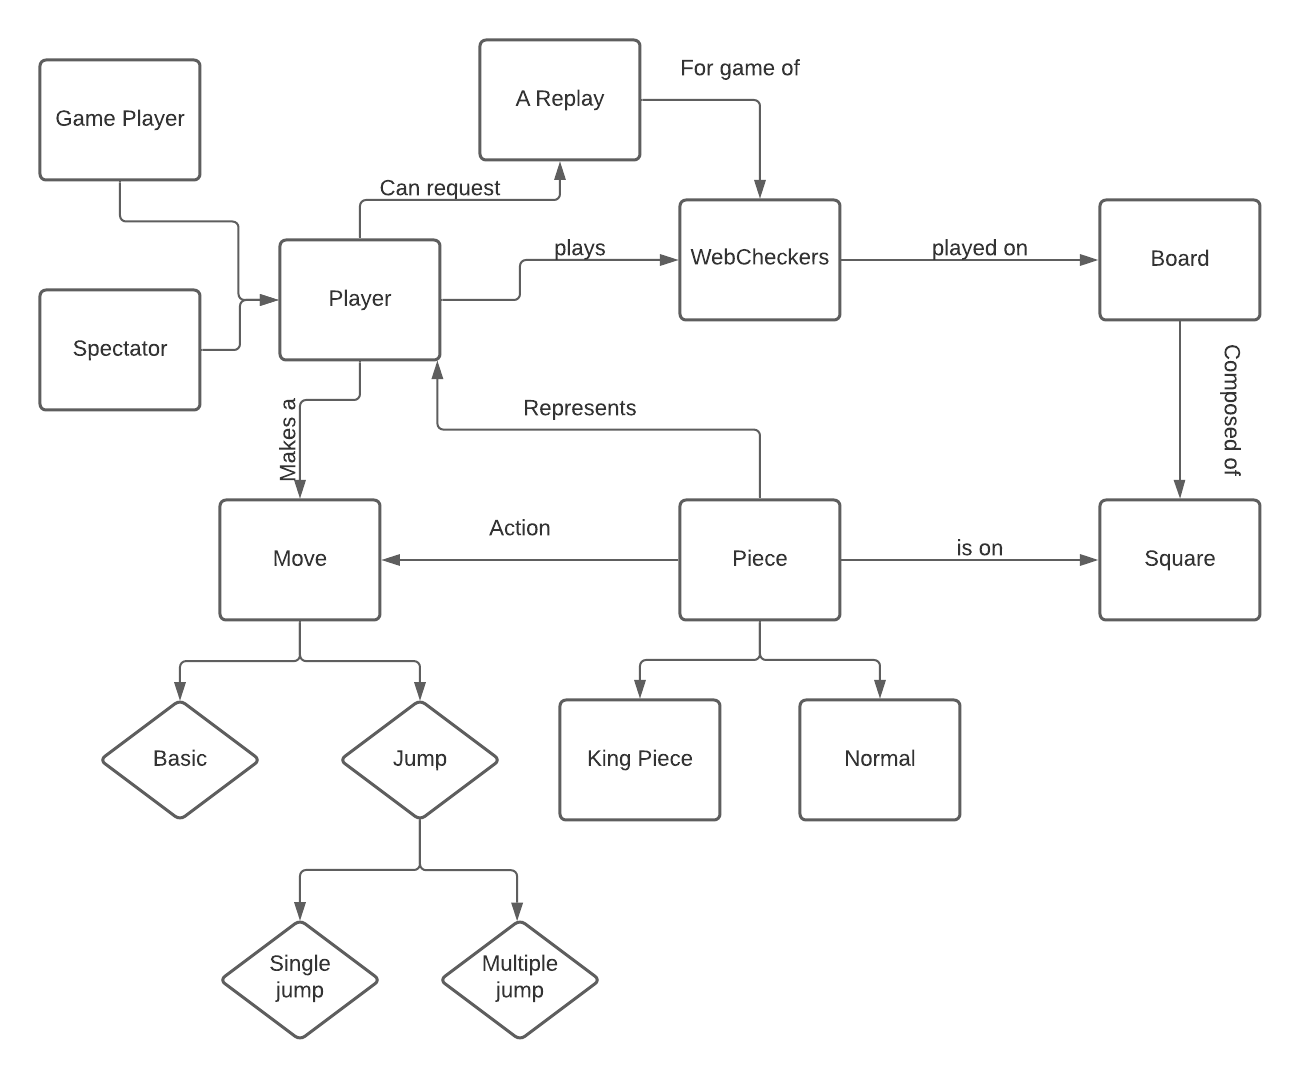 A Replay
For game of
Game Player
Can request
plays
WebCheckers
played on
Board
Player
Spectator
Composed of
Makes a
Represents
Action
Move
Piece
is on
Square
Basic
Jump
King Piece
Normal
Single
jump
Multiple
jump